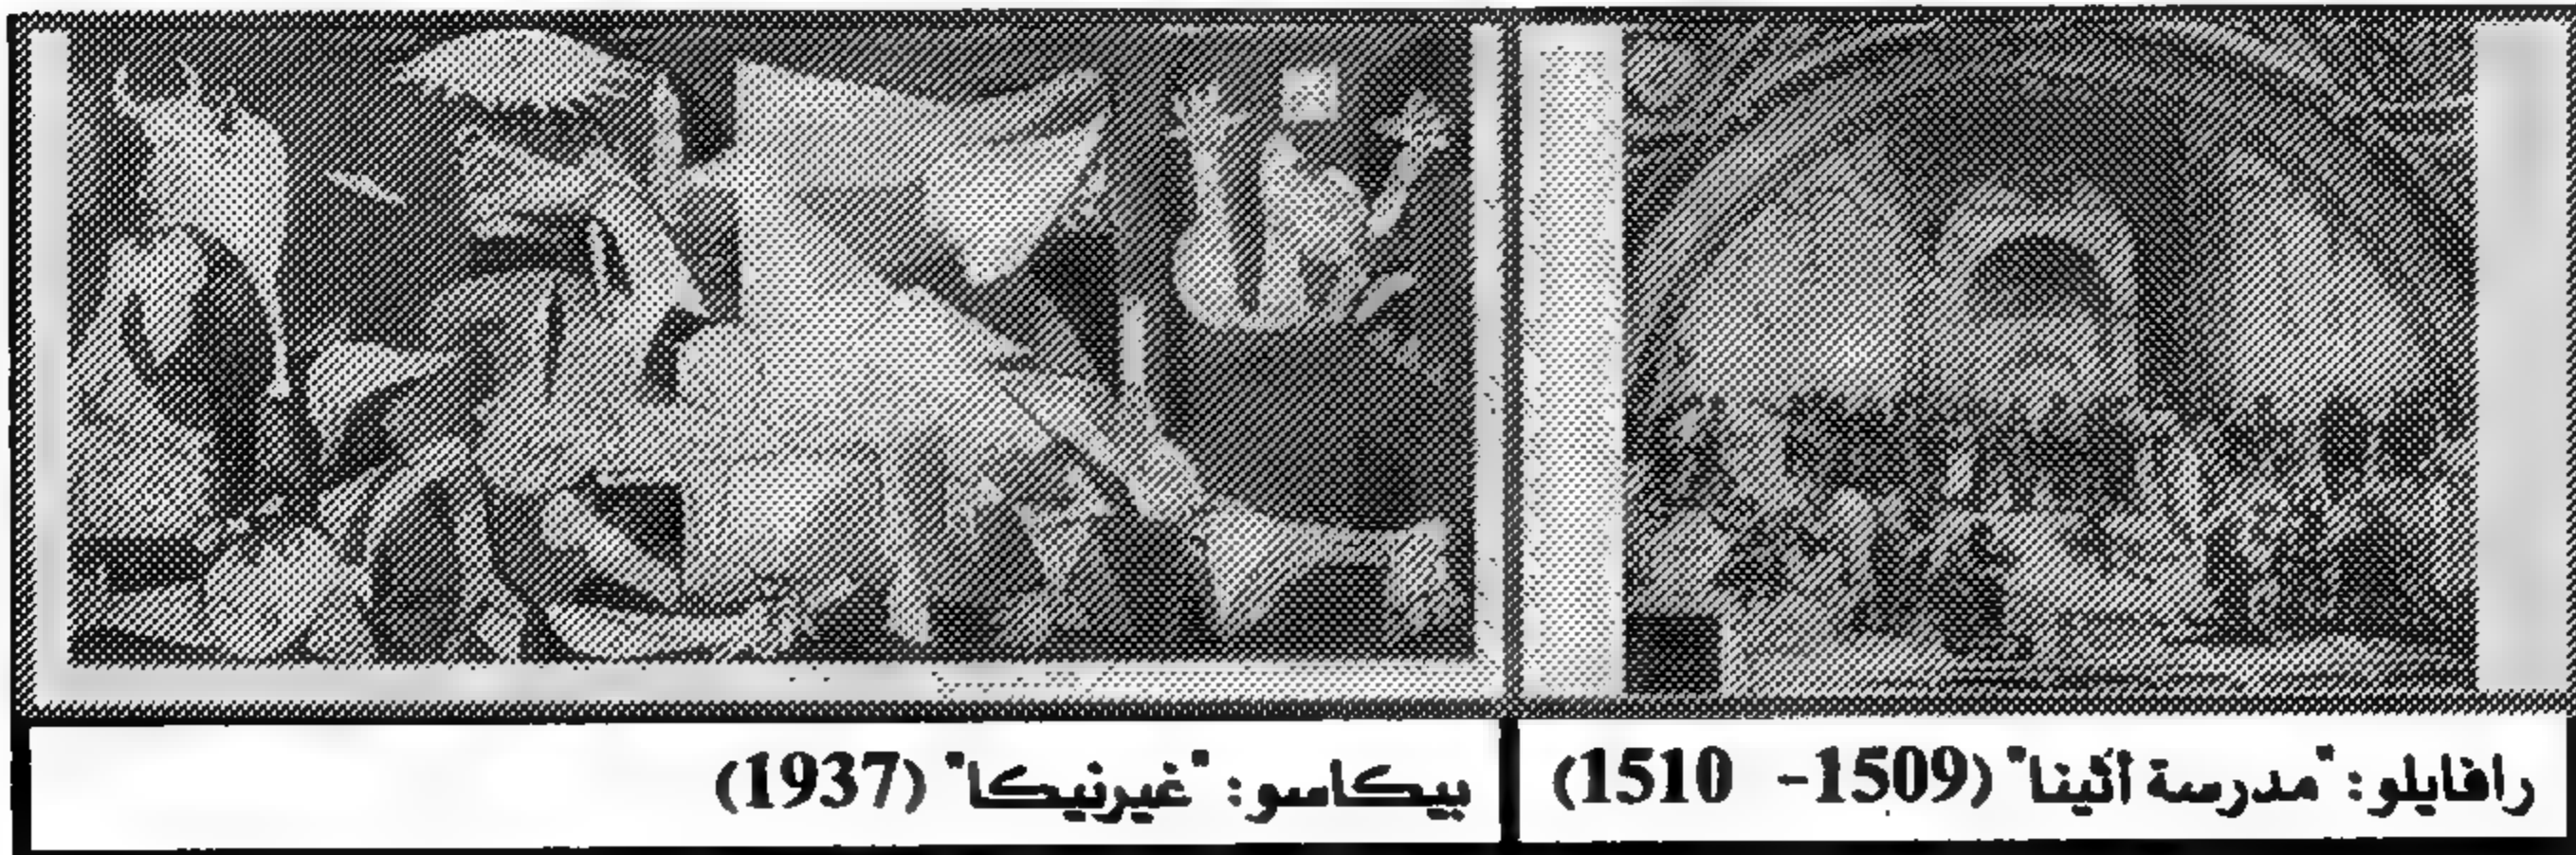 رافايلو: "مدرسة أثينا" (1509- 1510)
بيكاسو: "غيرنيكا" (1937)